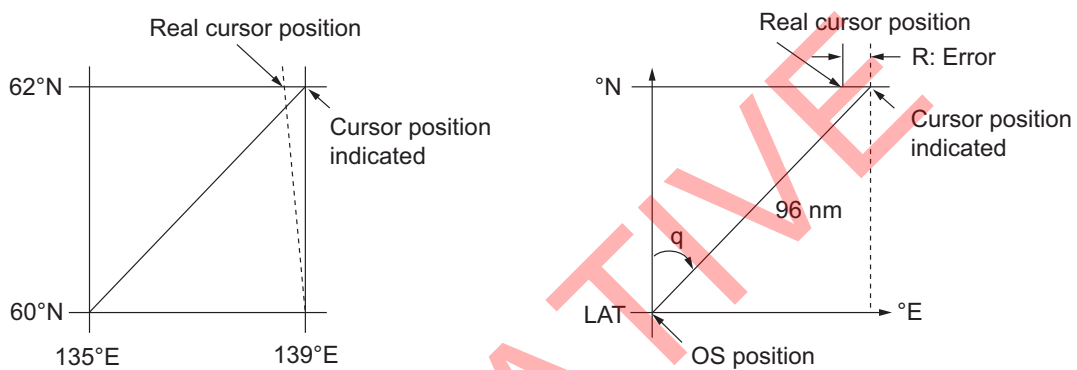 Real cursor position
62°N
Cursor position
indicated
60°N
135°E
139°E
Real cursor position
R: Error
°N
Cursor position
indicated
96 nm
q
LAT
°E
OS position
ATIVE